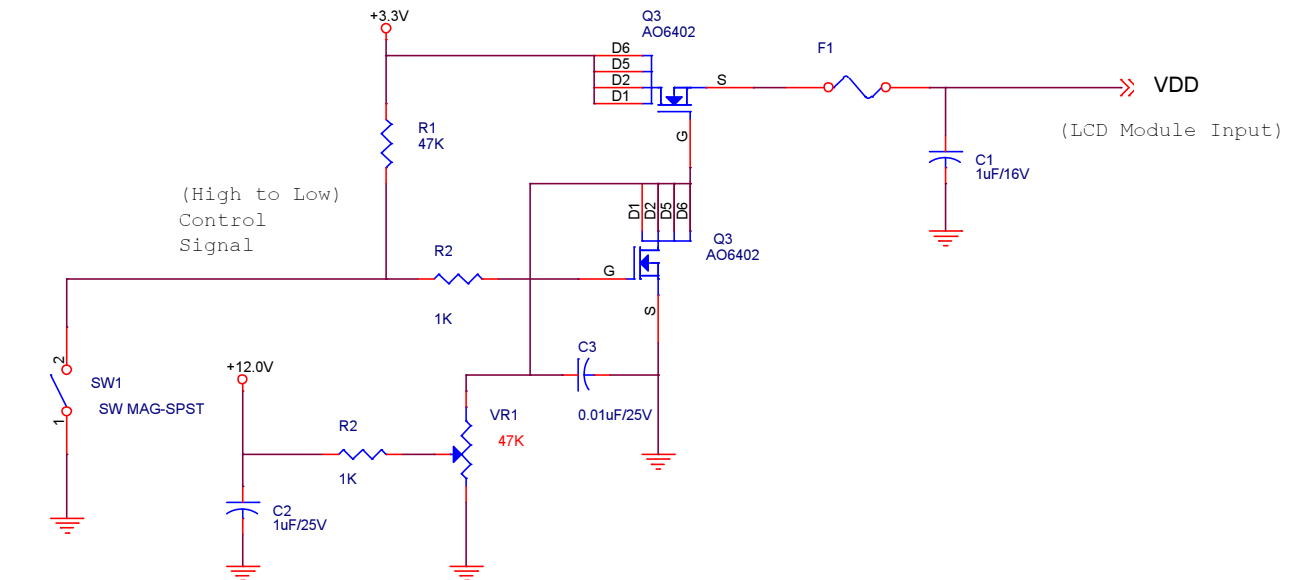 +3.3V
Q3
AO6402
D6
D5
D2
D1
S
G
F1
VDD
(LCD Module Input)
R1
47K
C1
1uF/16V
(High to Low)
Control
Signal
D1
D2
D5
D6
Q3
AO6402
R2
1K
G
S
2
1
SW1
SW MAG-SPST
+12.0V
C3
0.01uF/25V
R2
1K
VR1
47K
C2
1uF/25V